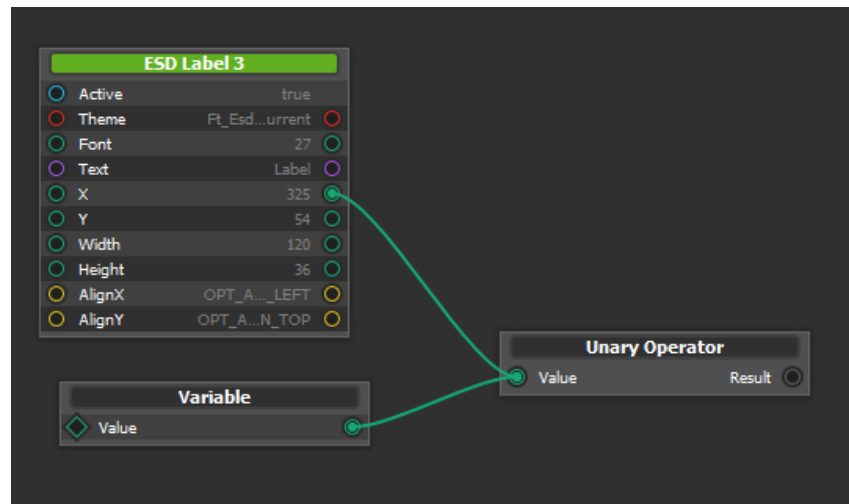 ESD Label 3
Active true
Theme Ft_Esd...urrent
Font 27
Text Label
X 325
Y 54
Width 120
Height 36
AlignX OPT_A..._LEFT
AlignY OPT_A...N_TOP
Unary Operator
Value Result
Variable
Value